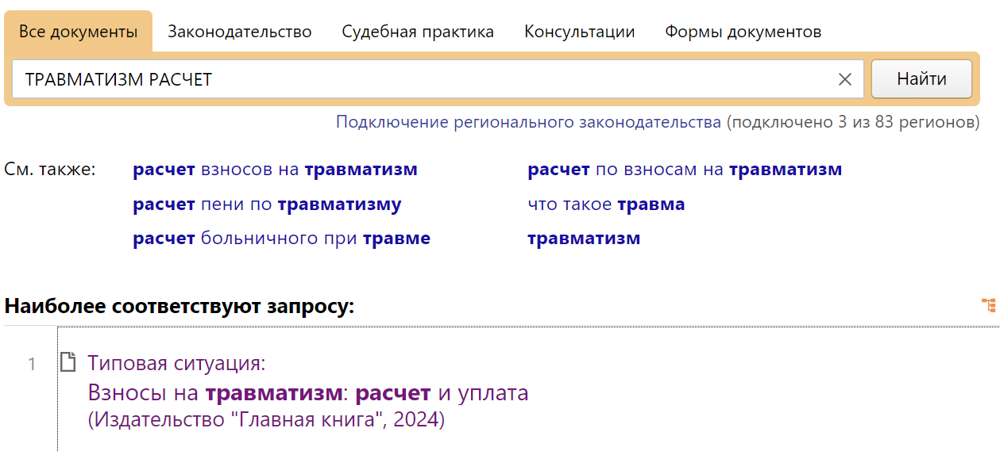 Все документы Законодательство Судебная практика Консультации Формы документов
ТРАВМАТИЗМ РАСЧЕТ Найти
Подключение регионального законодательства (подключено 3 из 83 регионов)
См. также: расчет взносов на травматизм расчет по взносам на травматизм
расчет пени по травматизму что такое травма
расчет больничного при травме травматизм
Наиболее соответствуют запросу:
1 Типовая ситуация:
Взносы на травматизм: расчет и уплата
(Издательство "Главная книга", 2024)